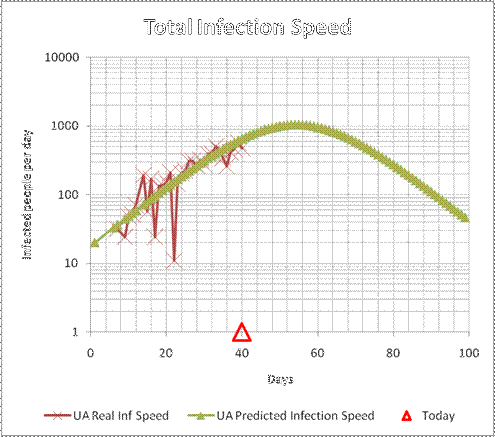 Total Infection Speed
10000
1000
100
10
1
Infected people per day
0 20 40 60 80 100
Days
UA Real Inf Speed UA Predicted Infection Speed Today